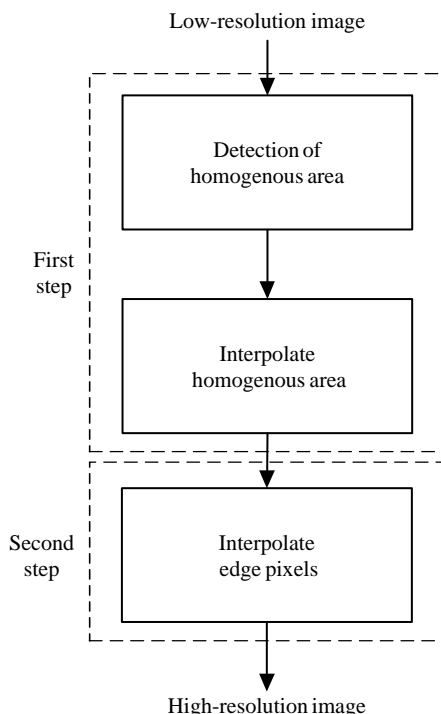 Low-resolution image
Detection of
homogenous area
First
step
Interpolate
homogenous area
Second
step
Interpolate
edge pixels
High-resolution image